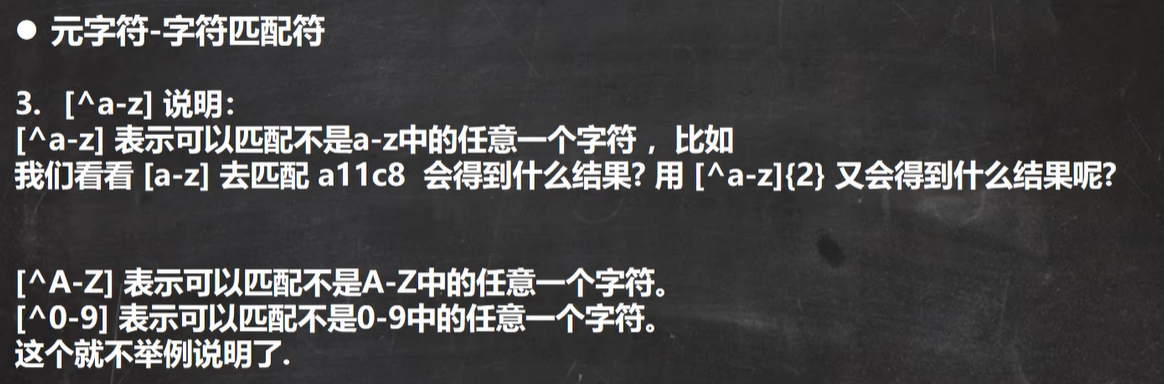 ● 元字符-字符匹配符
3. [^a-z] 说明：
[^a-z] 表示可以匹配不是a-z中的任意一个字符 ，比如
我们看看 [a-z] 去匹配 a11c8 会得到什么结果? 用 [^a-z]{2} 又会得到什么结果呢?
[^A-Z] 表示可以匹配不是A-Z中的任意一个字符。
[^0-9] 表示可以匹配不是0-9中的任意一个字符。
这个就不举例说明了.